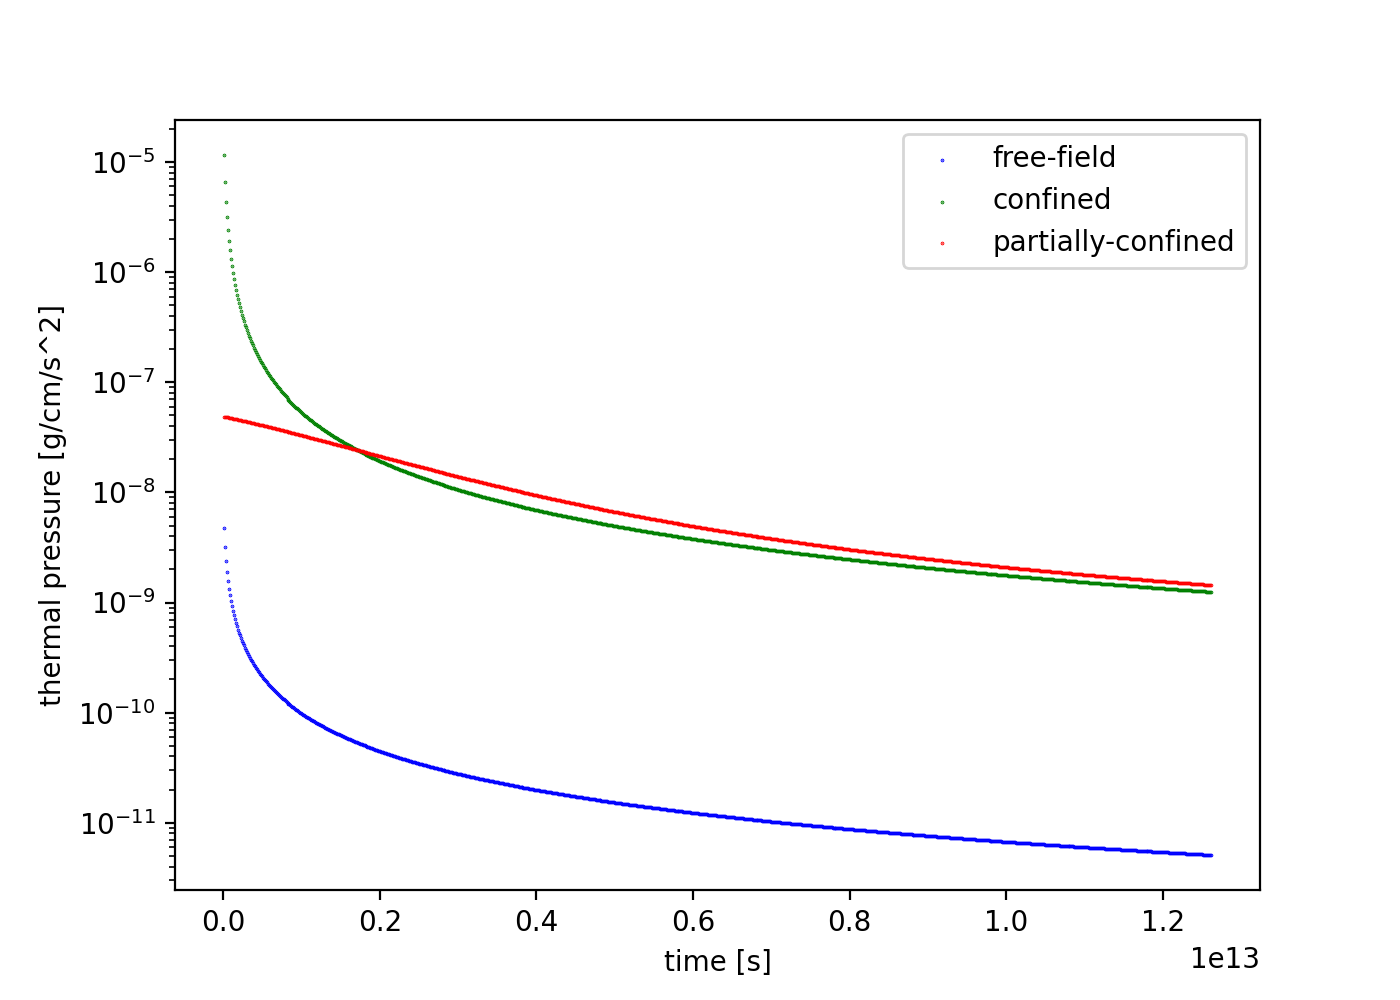 free-field
confined
partially-confined
thermal pressure [g/cm/s^2]
10⁻⁵
10⁻⁶
10⁻⁷
10⁻⁸
10⁻⁹
10⁻¹⁰
10⁻¹¹
0.0 0.2 0.4 0.6 0.8 1.0 1.2
time [s]
1e13